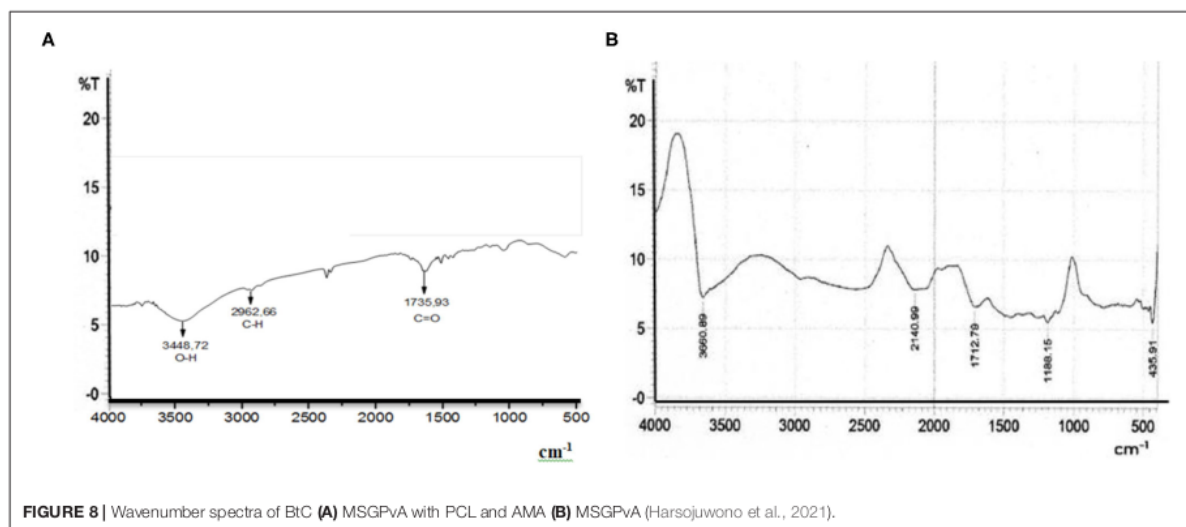 A
%T
20
15
10
5
-0
3448,72
O-H
2962,66
C-H
1735,93
C=O
4000 3500 3000 2500 2000 1500 1000 500
cm-1
B
%T
20
15
10
5
-0
3660.89
2140.99
1712.79
1188.15
435.91
4000 3500 3000 2500 2000 1500 1000 500
cm-1
FIGURE 8 | Wavenumber spectra of BtC (A) MSGPvA with PCL and AMA (B) MSGPvA (Harsojuwono et al., 2021).